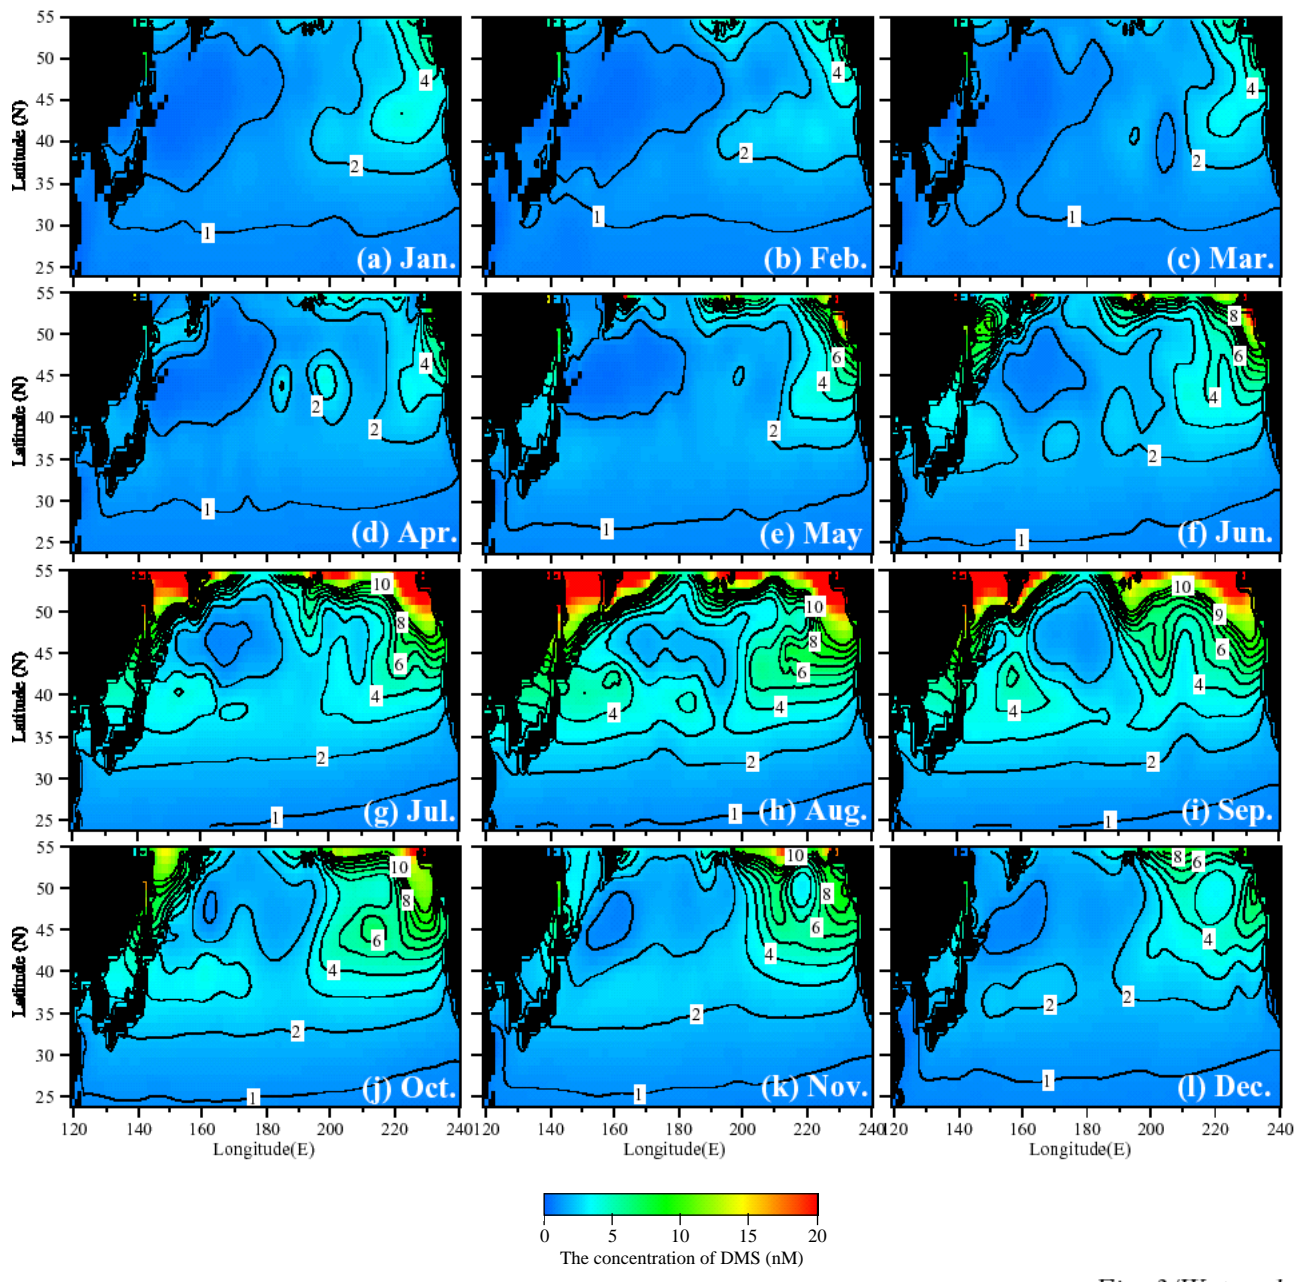 55 4
50
45
40 2
35
30 1
25 (a) Jan.
Latitude (N)
4
2
1
(b) Feb.
4
2
1
(c) Mar.
55
50
45 4
40 2 2
35
30 1
25 (d) Apr.
Latitude (N)
6
4
2
1
(e) May
8
6
4
2
1
(f) Jun.
55 10
50 8
45 6
40 4
35
30 2
25 1 (g) Jul.
Latitude (N)
10
8
6
4 4
2
1 (h) Aug.
10
9
6
4 4
2
1 (i) Sep.
55 10
50 8
45 6
40 4
35 2
30
25 1 (j) Oct.
Latitude (N)
10
8
6
4
2
1 (k) Nov.
8 6
4
2 2
1 (l) Dec.
120 140 160 180 200 220 240
Longitude(E)
120 140 160 180 200 220 240
Longitude(E)
120 140 160 180 200 220 240
Longitude(E)
0 5 10 15 20
The concentration of DMS (nM)